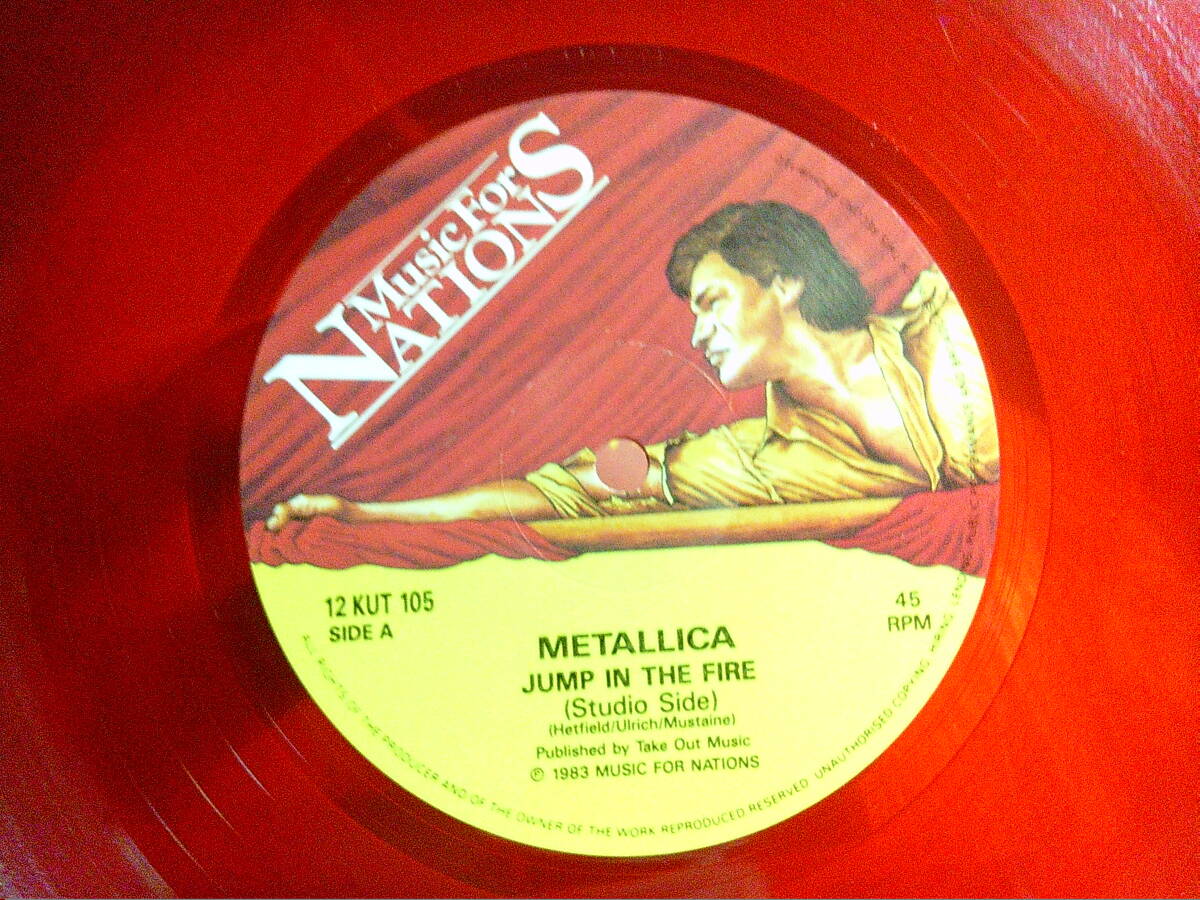 Music For
NATIONS
12 KUT 105
SIDE A
45
RPM
METALLICA
JUMP IN THE FIRE
(Studio Side)
(Hetfield/Ulrich/Mustaine)
Published by Take Out Music
℗ 1983 MUSIC FOR NATIONS
ALL RIGHTS OF THE PRODUCER AND OF THE OWNER OF THE WORK REPRODUCED RESERVED. UNAUTHORISED COPYING, HIRING, LENDING